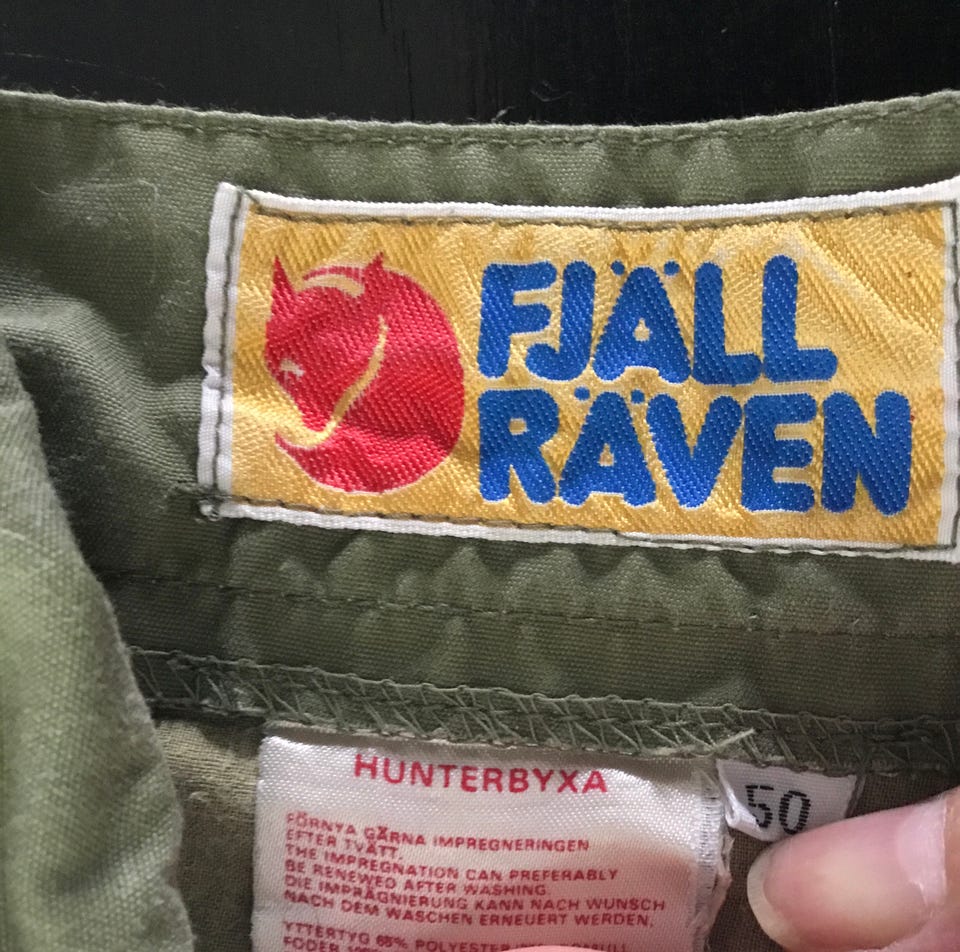 FJÄLL
RÄVEN
HUNTERBYXA
50
FÖRNYA GÄRNA IMPREGNERINGEN
EFTER TVÄTT.
THE IMPREGNATION CAN PREFERABLY
BE RENEWED AFTER WASHING.
DIE IMPRÄGNIERUNG KANN NACH WUNSCH
NACH DEM WASCHEN ERNEUERT WERDEN.
YTTERTYG 65% POLYESTER
FODER